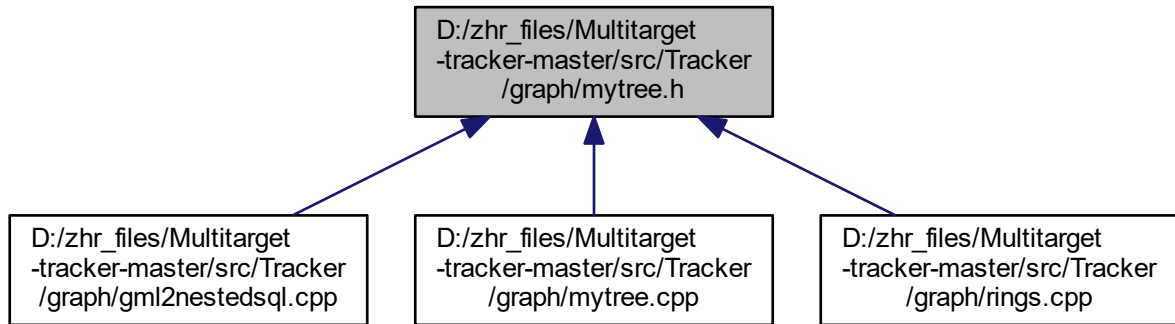 D:/zhr_files/Multitarget
-tracker-master/src/Tracker
/graph/mytree.h
D:/zhr_files/Multitarget
-tracker-master/src/Tracker
/graph/gml2nestedsql.cpp
D:/zhr_files/Multitarget
-tracker-master/src/Tracker
/graph/mytree.cpp
D:/zhr_files/Multitarget
-tracker-master/src/Tracker
/graph/rings.cpp